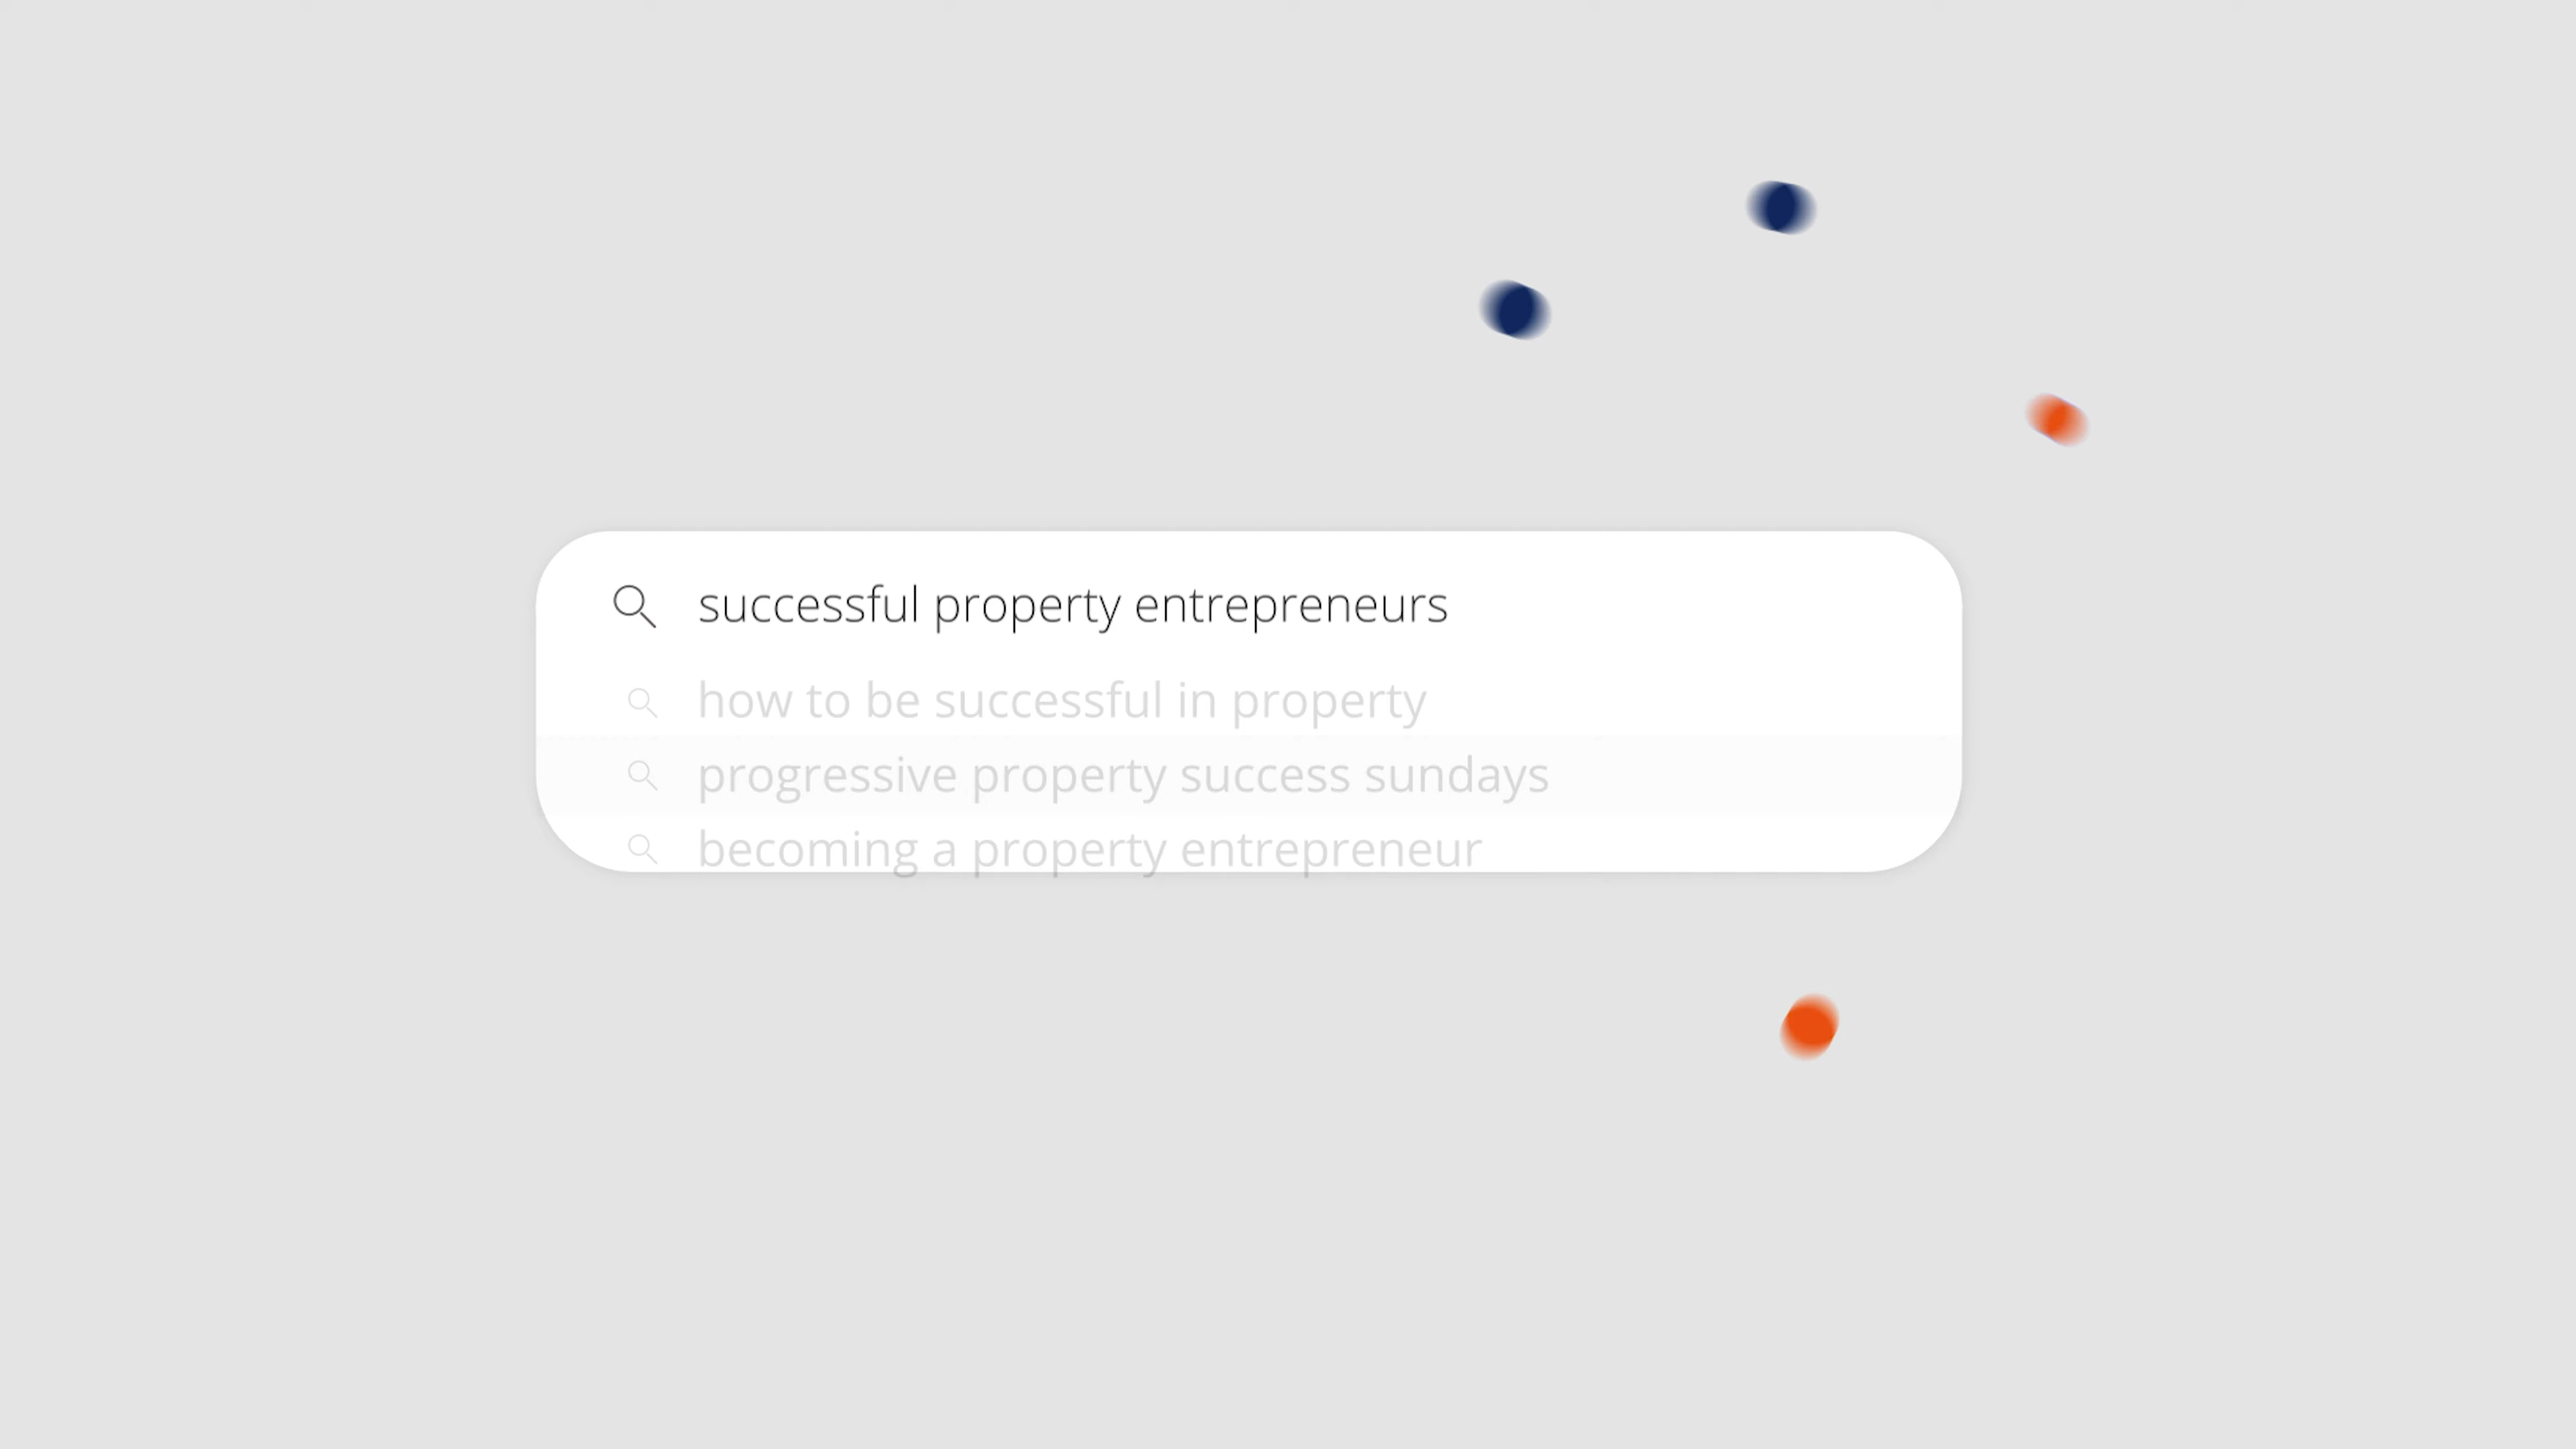 successful property entrepreneurs
how to be successful in property
progressive property success sundays
becoming a property entrepreneur